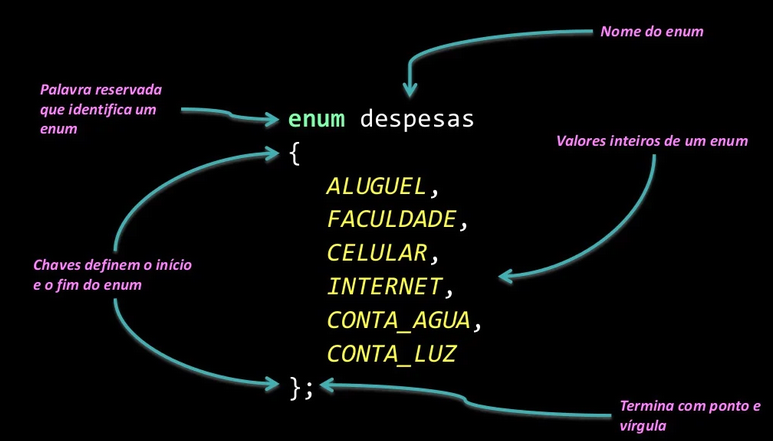 Nome do enum
Palavra reservada
que identifica um
enum
enum despesas
{
Valores inteiros de um enum
ALUGUEL,
FACULDADE,
CELULAR,
Chaves definem o início
e o fim do enum
INTERNET,
CONTA_AGUA,
CONTA_LUZ
};
Termina com ponto e
vírgula